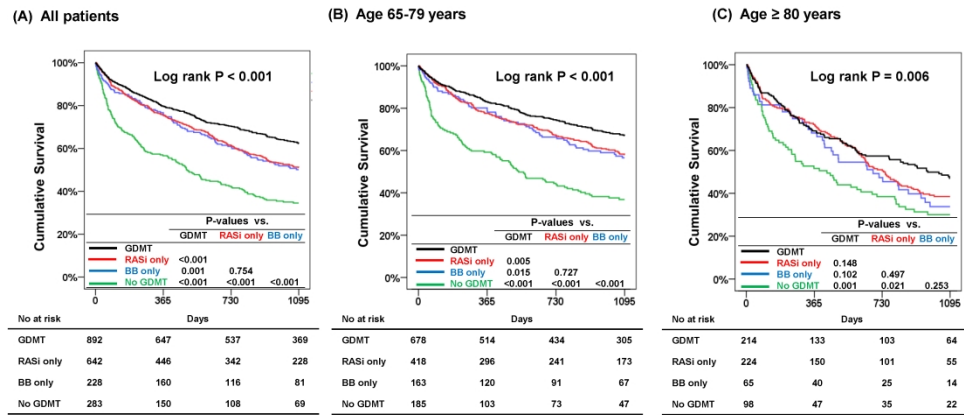 (A) All patients
Log rank P < 0.001
100%
80%
60%
40%
20%
0%
Cumulative Survival
P-values vs.
GDMT RASi only BB only
GDMT
RASi only <0.001
BB only 0.001 0.754
No GDMT <0.001 <0.001 <0.001
0 365 730 1095
No at risk Days
GDMT 892 647 537 369
RASi only 642 446 342 228
BB only 228 160 116 81
No GDMT 283 150 108 69
(B) Age 65-79 years
Log rank P < 0.001
100%
80%
60%
40%
20%
0%
Cumulative Survival
P-values vs.
GDMT RASi only BB only
GDMT
RASi only 0.005
BB only 0.015 0.727
No GDMT <0.001 <0.001 <0.001
0 365 730 1095
No at risk Days
GDMT 678 514 434 305
RASi only 418 296 241 173
BB only 163 120 91 67
No GDMT 185 103 73 47
(C) Age ≥ 80 years
Log rank P = 0.006
100%
80%
60%
40%
20%
0%
Cumulative Survival
P-values vs.
GDMT RASi only BB only
GDMT
RASi only 0.148
BB only 0.102 0.497
No GDMT 0.001 0.021 0.253
0 365 730 1095
No at risk Days
GDMT 214 133 103 64
RASi only 224 150 101 55
BB only 65 40 25 14
No GDMT 98 47 35 22